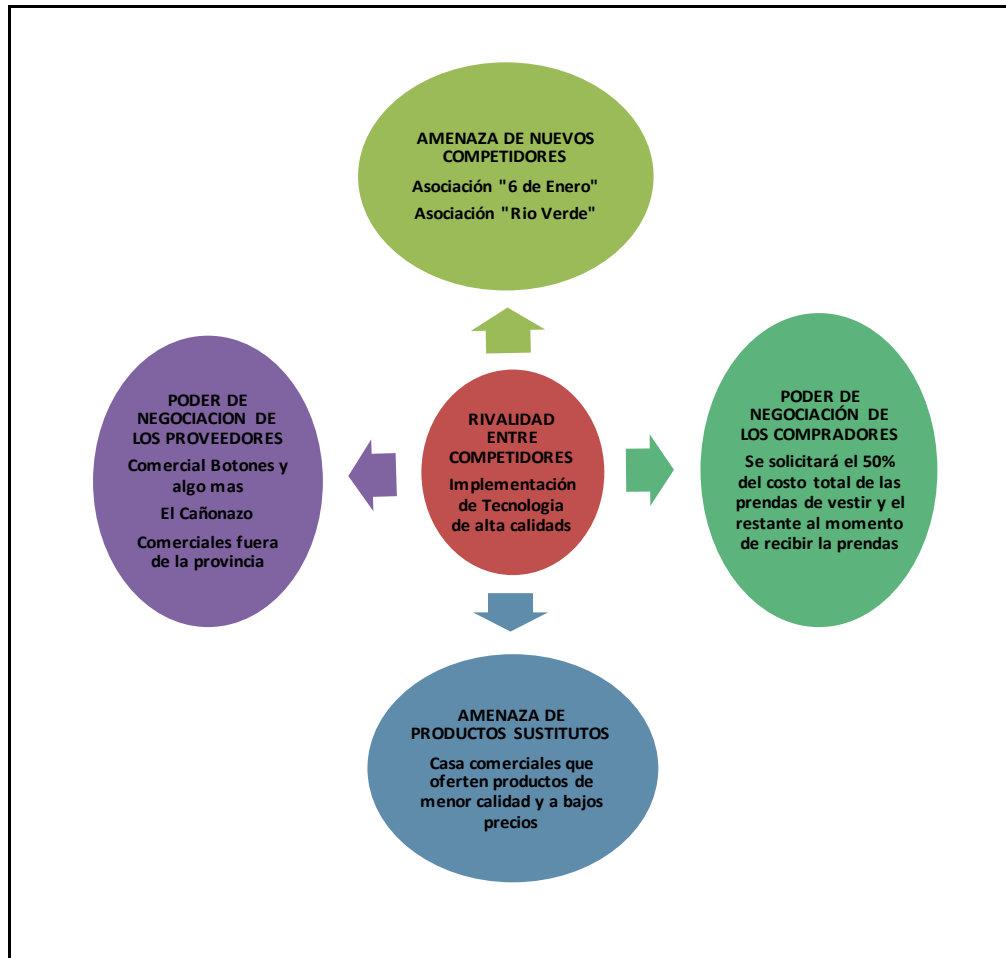 AMENAZA DE NUEVOS
COMPETIDORES
Asociación "6 de Enero"
Asociación "Rio Verde"
PODER DE
NEGOCIACION DE
LOS PROVEEDORES
Comercial Botones y
algo mas
El Cañonazo
Comerciales fuera
de la provincia
RIVALIDAD
ENTRE
COMPETIDORES
Implementación
de Tecnologia
de alta calidads
PODER DE
NEGOCIACIÓN DE
LOS COMPRADORES
Se solicitará el 50%
del costo total de las
prendas de vestir y el
restante al momento
de recibir la prendas
AMENAZA DE
PRODUCTOS SUSTITUTOS
Casa comerciales que
oferten productos de
menor calidad y a bajos
precios